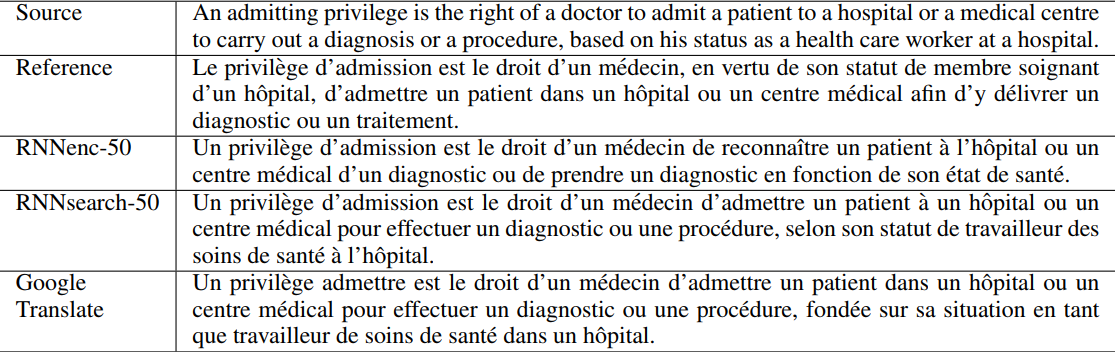 Source An admitting privilege is the right of a doctor to admit a patient to a hospital or a medical centre
to carry out a diagnosis or a procedure, based on his status as a health care worker at a hospital.
Reference Le privilège d’admission est le droit d’un médecin, en vertu de son statut de membre soignant
d’un hôpital, d’admettre un patient dans un hôpital ou un centre médical afin d’y délivrer un
diagnostic ou un traitement.
RNNenc-50 Un privilège d’admission est le droit d’un médecin de reconnaître un patient à l’hôpital ou un
centre médical d’un diagnostic ou de prendre un diagnostic en fonction de son état de santé.
RNNsearch-50 Un privilège d’admission est le droit d’un médecin d’admettre un patient à un hôpital ou un
centre médical pour effectuer un diagnostic ou une procédure, selon son statut de travailleur des
soins de santé à l’hôpital.
Google Un privilège admettre est le droit d’un médecin d’admettre un patient dans un hôpital ou un
Translate centre médical pour effectuer un diagnostic ou une procédure, fondée sur sa situation en tant
que travailleur de soins de santé dans un hôpital.